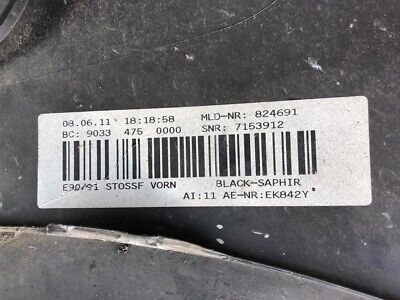 08.06.11 18:18:58 MLD-NR: 824691
BC: 9033 475 0000 SNR: 7153912
E90/91 STOSSF VORN BLACK-SAPHIR
AI:11 AE-NR:EK842Y